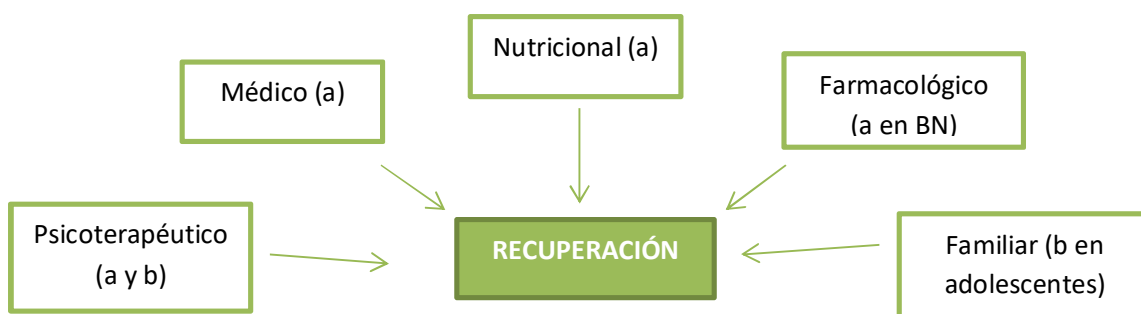 Nutricional (a)
Médico (a)
Farmacológico
(a en BN)
Psicoterapéutico
(a y b)
RECUPERACIÓN
Familiar (b en
adolescentes)